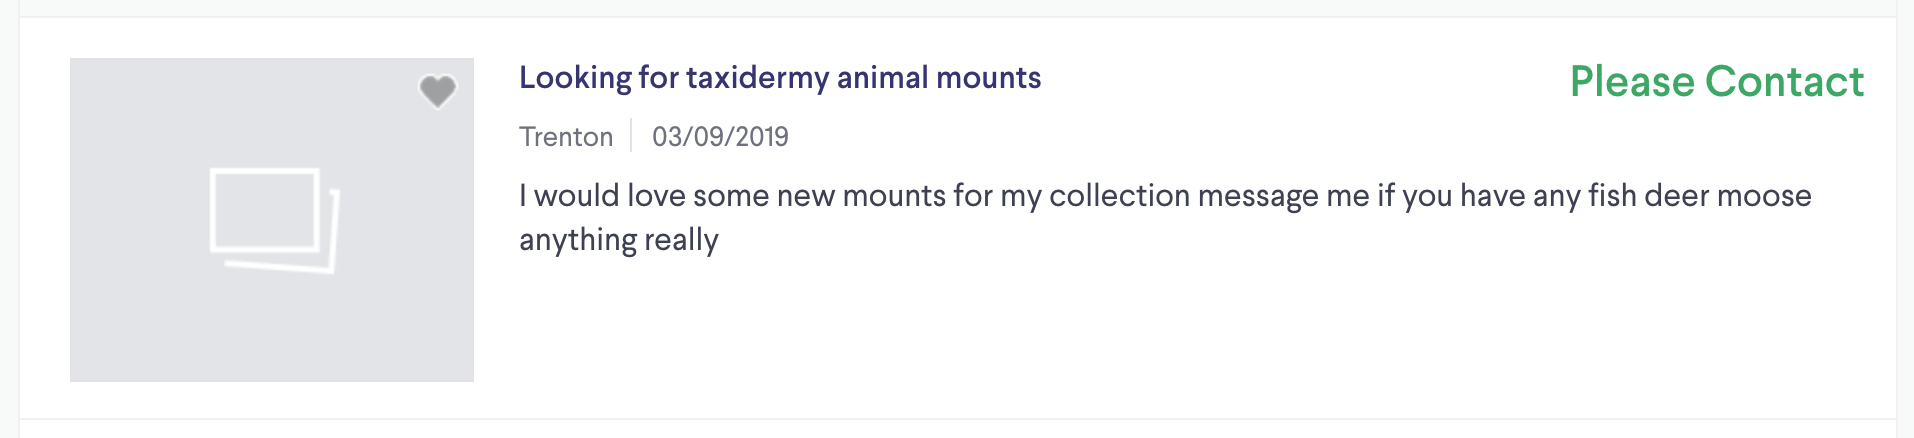 Looking for taxidermy animal mounts
Please Contact
Trenton
03/09/2019
I would love some new mounts for my collection message me if you have any fish deer moose
anything really